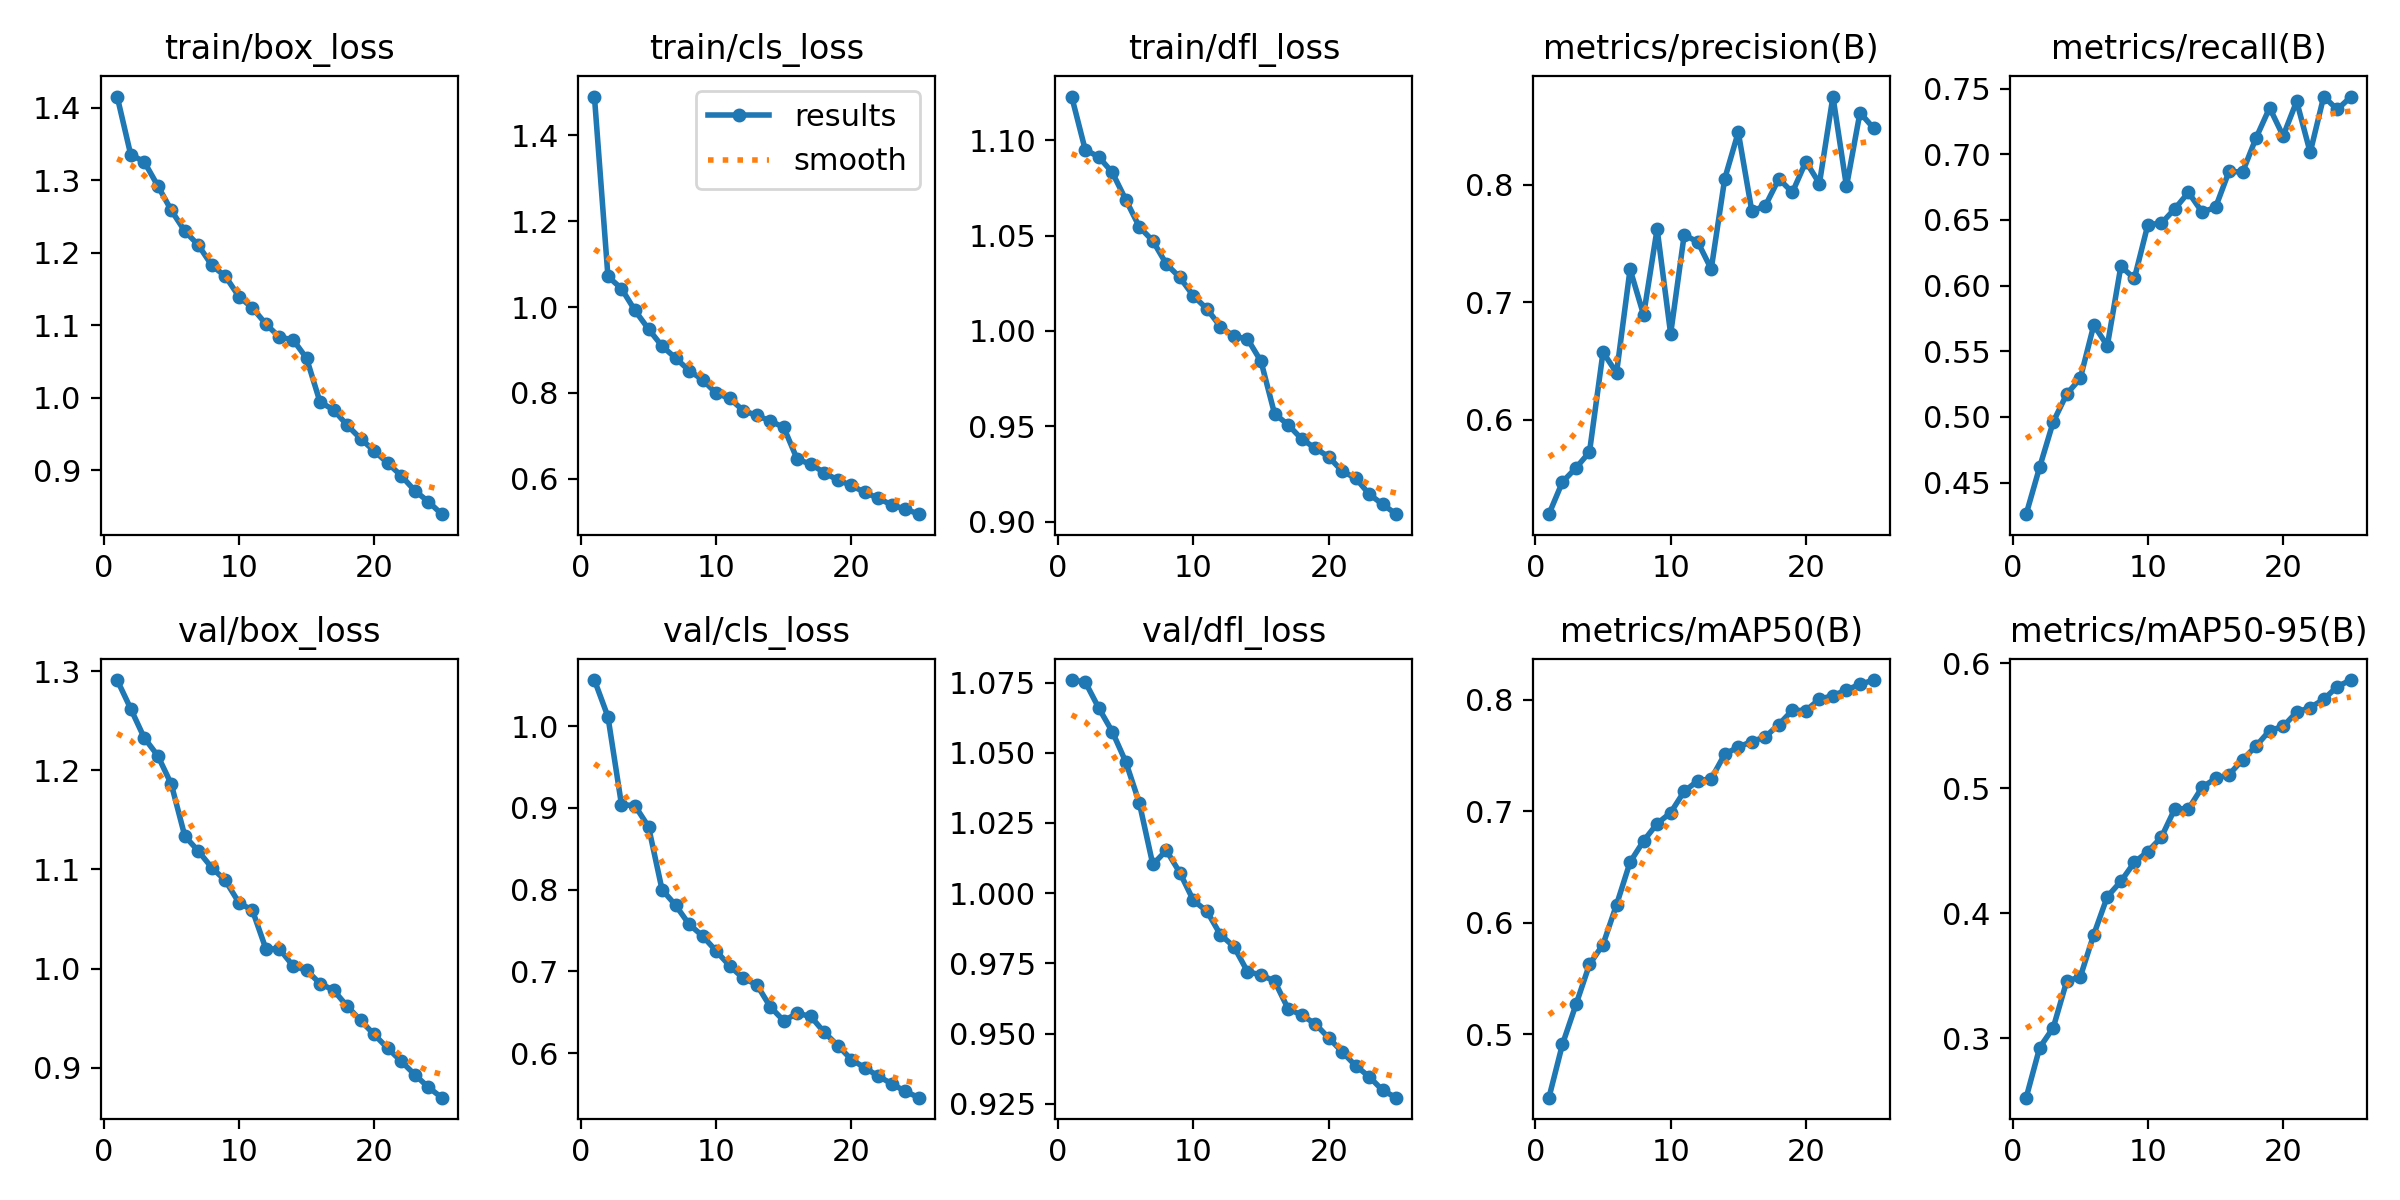 train/box_loss
1.4
1.3
1.2
1.1
1.0
0.9
0 10 20
train/cls_loss
results
smooth
1.4
1.2
1.0
0.8
0.6
0 10 20
train/dfl_loss
1.10
1.05
1.00
0.95
0.90
0 10 20
metrics/precision(B)
0.8
0.7
0.6
0 10 20
metrics/recall(B)
0.75
0.70
0.65
0.60
0.55
0.50
0.45
0 10 20
val/box_loss
1.3
1.2
1.1
1.0
0.9
0 10 20
val/cls_loss
1.0
0.9
0.8
0.7
0.6
0 10 20
val/dfl_loss
1.075
1.050
1.025
1.000
0.975
0.950
0.925
0 10 20
metrics/mAP50(B)
0.8
0.7
0.6
0.5
0 10 20
metrics/mAP50-95(B)
0.6
0.5
0.4
0.3
0 10 20